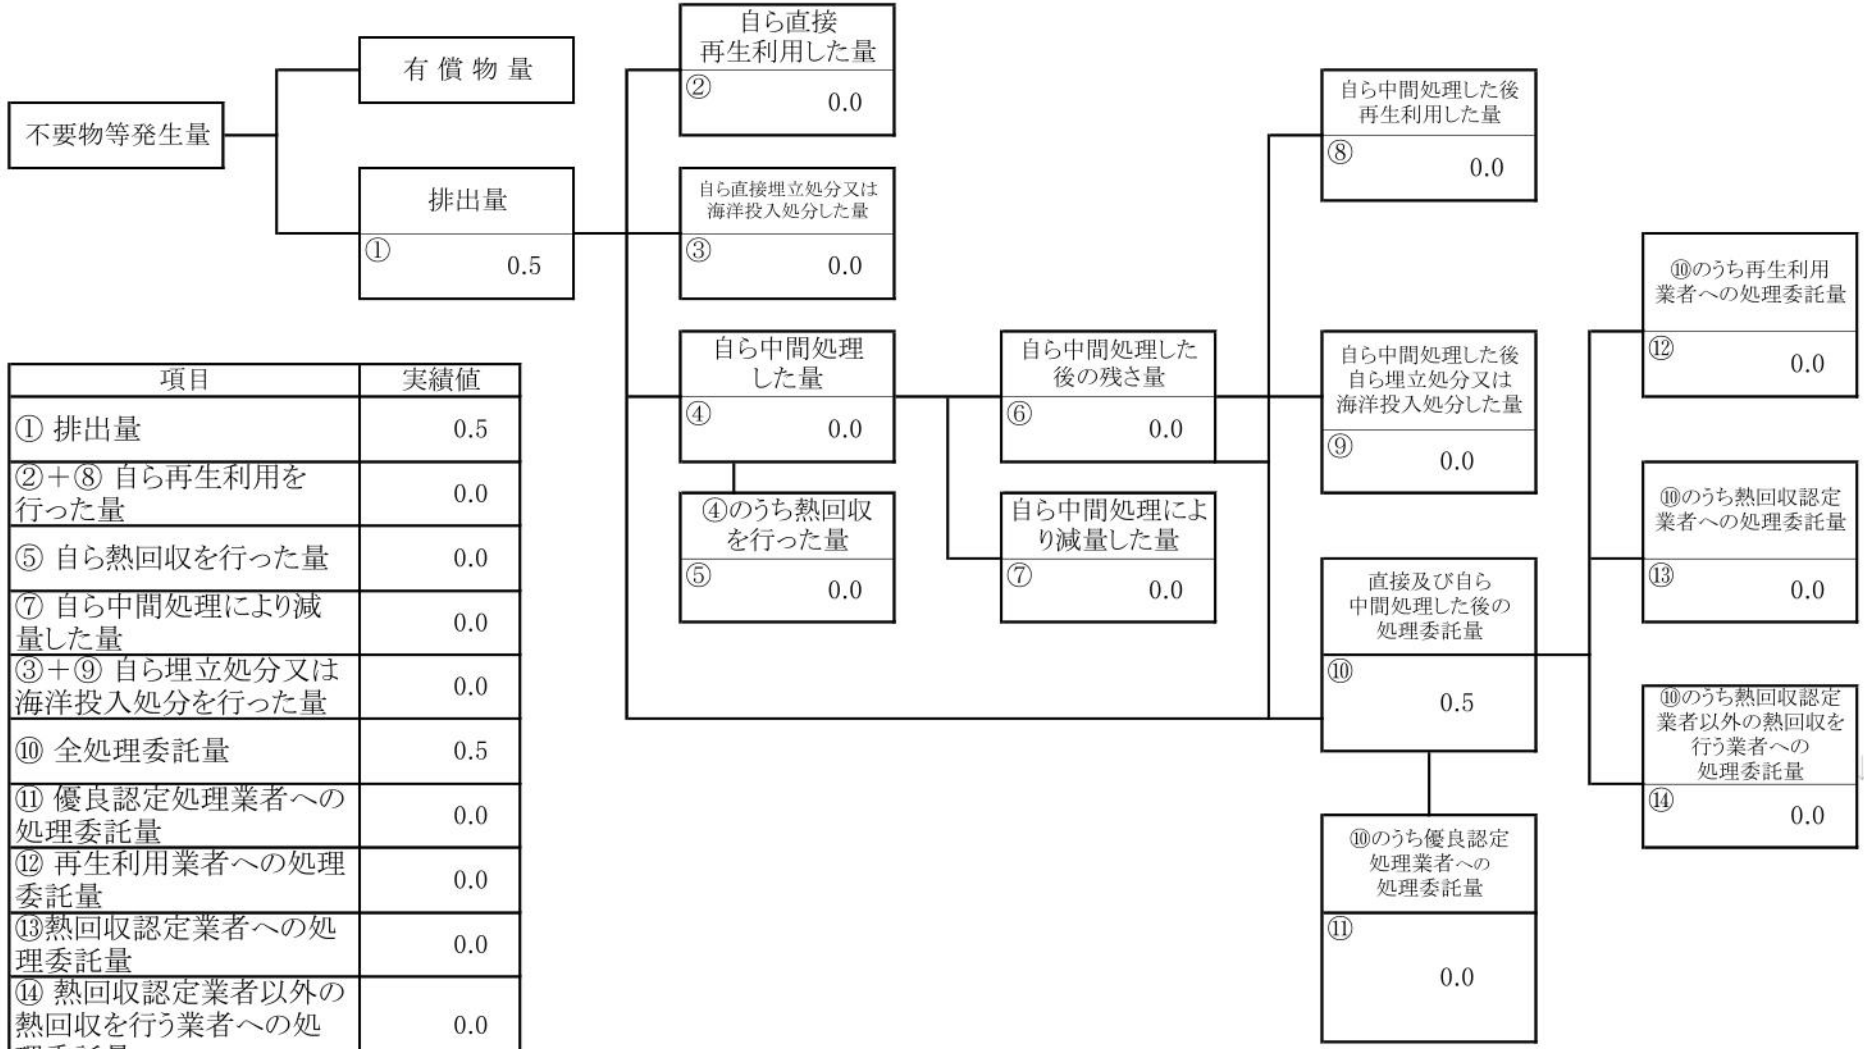 不要物等発生量
有 償 物 量
排出量
①
0.5
自ら直接
再生利用した量
②
0.0
自ら直接埋立処分又は
海洋投入処分した量
③
0.0
自ら中間処理
した量
④
0.0
④のうち熱回収
を行った量
⑤
0.0
自ら中間処理した
後の残さ量
⑥
0.0
自ら中間処理によ
り減量した量
⑦
0.0
自ら中間処理した後
再生利用した量
⑧
0.0
自ら中間処理した後
自ら埋立処分又は
海洋投入処分した量
⑨
0.0
直接及び自ら
中間処理した後の
処理委託量
⑩
0.5
⑩のうち優良認定
処理業者への
処理委託量
⑪
0.0
⑩のうち再生利用
業者への処理委託量
⑫
0.0
⑩のうち熱回収認定
業者への処理委託量
⑬
0.0
⑩のうち熱回収認定
業者以外の熱回収を
行う業者への
処理委託量
⑭
0.0
項目 実績値
① 排出量 0.5
②＋⑧ 自ら再生利用を
行った量 0.0
⑤ 自ら熱回収を行った量 0.0
⑦ 自ら中間処理により減
量した量 0.0
③＋⑨ 自ら埋立処分又は
海洋投入処分を行った量 0.0
⑩ 全処理委託量 0.5
⑪ 優良認定処理業者への
処理委託量 0.0
⑫ 再生利用業者への処理
委託量 0.0
⑬熱回収認定業者への処
理委託量 0.0
⑭ 熱回収認定業者以外の
熱回収を行う業者への処 0.0